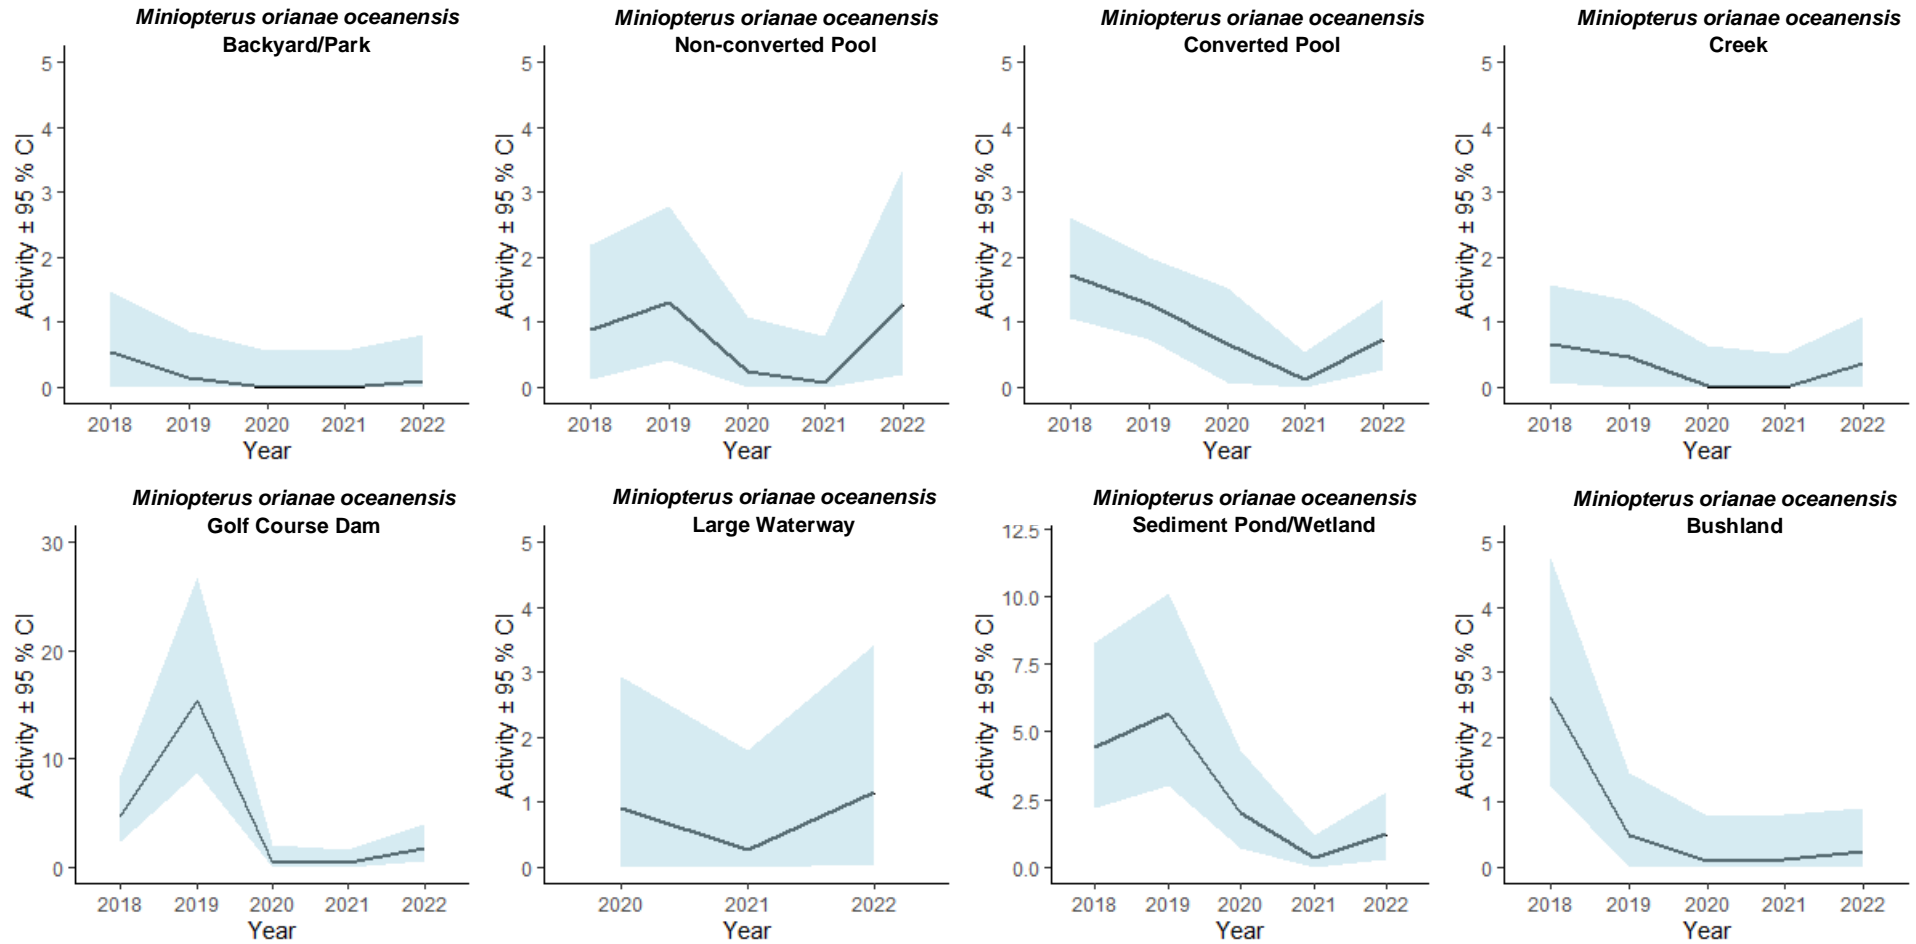 Miniopterus orianae oceanensis
Backyard/Park
5
4
3
2
1
0
Activity ± 95 % CI
2018 2019 2020 2021 2022
Year
Miniopterus orianae oceanensis
Non-converted Pool
5
4
3
2
1
0
Activity ± 95 % CI
2018 2019 2020 2021 2022
Year
Miniopterus orianae oceanensis
Converted Pool
5
4
3
2
1
0
Activity ± 95 % CI
2018 2019 2020 2021 2022
Year
Miniopterus orianae oceanensis
Creek
5
4
3
2
1
0
Activity ± 95 % CI
2018 2019 2020 2021 2022
Year
Miniopterus orianae oceanensis
Golf Course Dam
30
20
10
0
Activity ± 95 % CI
2018 2019 2020 2021 2022
Year
Miniopterus orianae oceanensis
Large Waterway
5
4
3
2
1
0
Activity ± 95 % CI
2020 2021 2022
Year
Miniopterus orianae oceanensis
Sediment Pond/Wetland
12.5
10.0
7.5
5.0
2.5
0.0
Activity ± 95 % CI
2018 2019 2020 2021 2022
Year
Miniopterus orianae oceanensis
Bushland
5
4
3
2
1
0
Activity ± 95 % CI
2018 2019 2020 2021 2022
Year